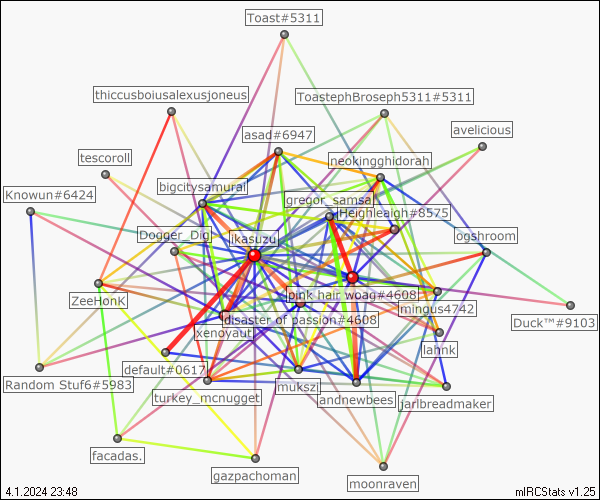 Toast#5311
thiccusboiusalexusjoneus
ToastephBroseph5311#5311
asad#6947
avelicious
tescoroll
neokingghidorah
Knowun#6424
bigcitysamurai
gregor_samsa
Heighleaigh#8575
Dogger_Dig
ikasuzu
ogshroom
ZeeHonK
pink hair woag#4608
mingus4742
disaster of passion#4608
Duck™#9103
xenoyaut
lahnk
default#0617
Random Stuf6#5983
mukszi
turkey_mcnugget
andnewbees
jarlbreadmaker
facadas.
gazpachoman
moonraven
4.1.2024 23:48
mIRCStats v1.25